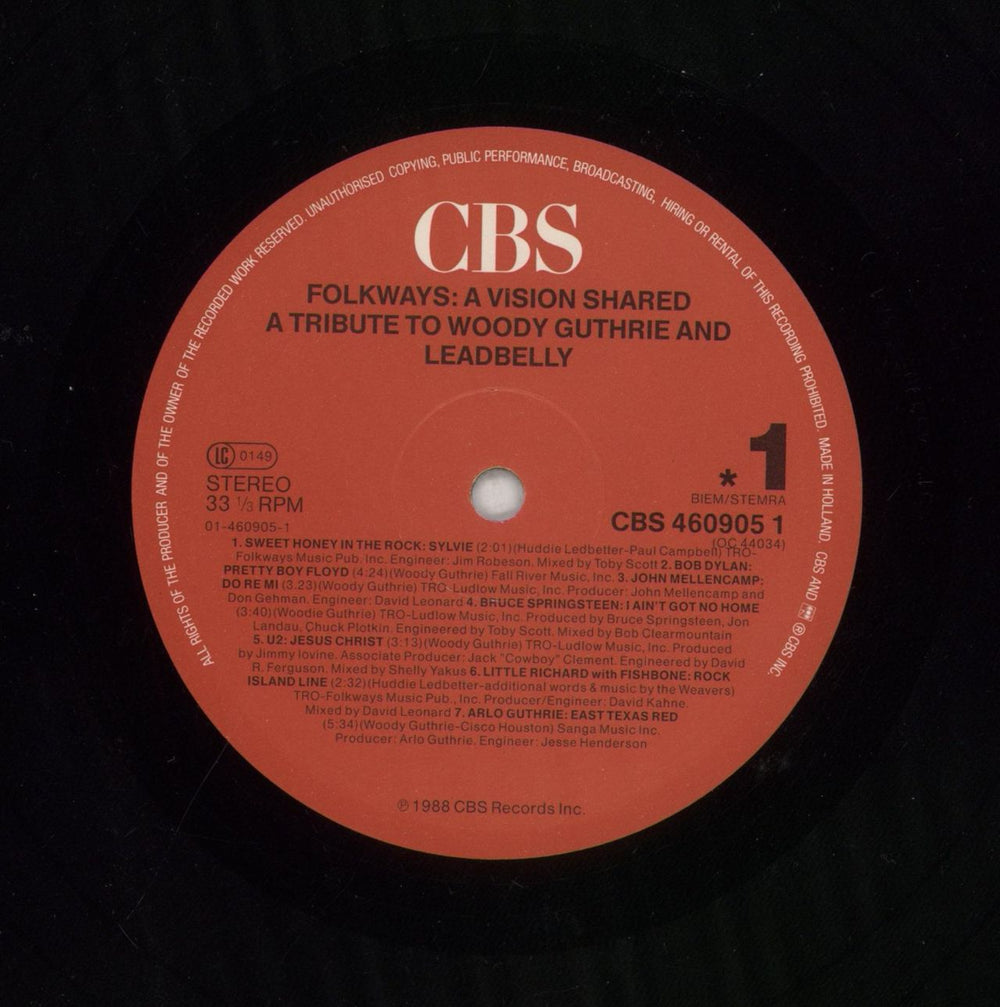 ALL RIGHTS OF THE PRODUCER AND OF THE OWNER OF THE RECORDED WORK RESERVED. UNAUTHORISED COPYING, PUBLIC PERFORMANCE, BROADCASTING, HIRING OR RENTAL OF THIS RECORDING PROHIBITED. MADE IN HOLLAND. CBS AND ℗ CBS INC.
CBS
FOLKWAYS: A VISION SHARED
A TRIBUTE TO WOODY GUTHRIE AND
LEADBELLY
LC 0149
STEREO
33 1/3 RPM
01-460905-1
* 1
BIEM/STEMRA
CBS 460905 1
(OC 44034)
1. SWEET HONEY IN THE ROCK: SYLVIE (2:01)(Huddie Ledbetter-Paul Campbell) TRO-
Folkways Music Pub. Inc. Engineer: Jim Robeson. Mixed by Toby Scott 2. BOB DYLAN:
PRETTY BOY FLOYD (4:24)(Woody Guthrie) Fall River Music, Inc. 3. JOHN MELLENCAMP:
DO RE MI (3.23)(Woody Guthrie) TRO-Ludlow Music, Inc. Producer: John Mellencamp and
Don Gehman. Engineer: David Leonard 4. BRUCE SPRINGSTEEN: I AIN'T GOT NO HOME
(3:40)(Woodie Guthrie) TRO-Ludlow Music, Inc. Produced by Bruce Springsteen, Jon
Landau, Chuck Plotkin. Engineered by Toby Scott. Mixed by Bob Clearmountain
5. U2: JESUS CHRIST (3:13)(Woody Guthrie) TRO-Ludlow Music, Inc. Produced
by Jimmy Iovine. Associate Producer: Jack "Cowboy" Clement. Engineered by David
R. Ferguson. Mixed by Shelly Yakus 6. LITTLE RICHARD with FISHBONE: ROCK
ISLAND LINE (2:32)(Huddie Ledbetter-additional words & music by the Weavers)
TRO-Folkways Music Pub., Inc. Producer/Engineer: David Kahne.
Mixed by David Leonard 7. ARLO GUTHRIE: EAST TEXAS RED
(5:34)(Woody Guthrie-Cisco Houston) Sanga Music Inc.
Producer: Arlo Guthrie. Engineer: Jesse Henderson
℗ 1988 CBS Records Inc.